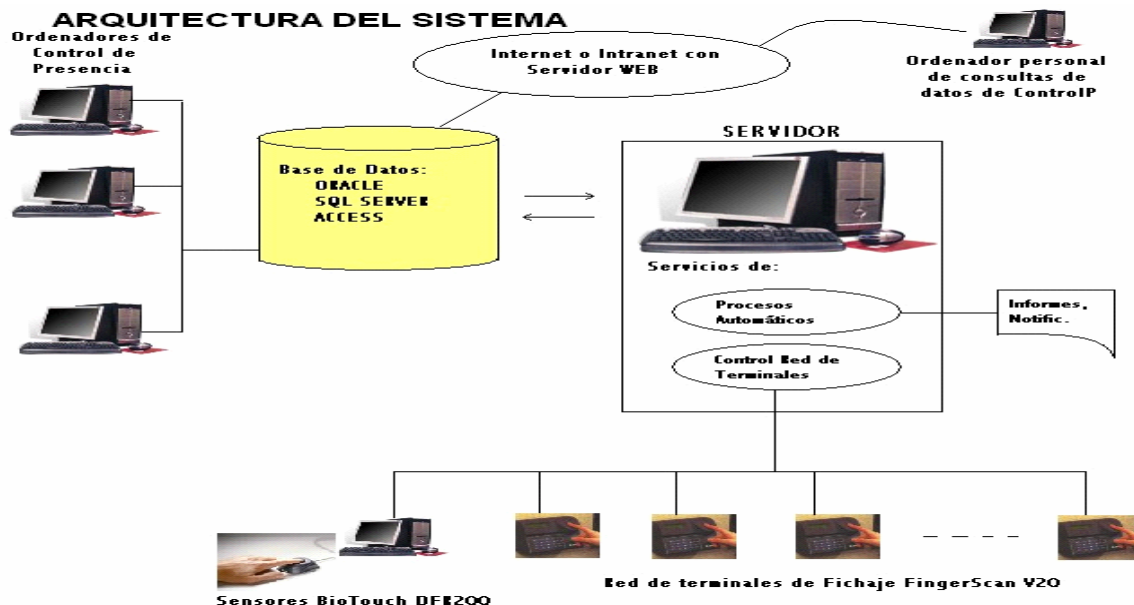 ARQUITECTURA DEL SISTEMA
Ordenadores de
Control de
Presencia
Internet o Intranet con
Servidor WEB
Ordenador personal
de consultas de
datos de ControlP
Base de Datos:
ORACLE
SQL SERVER
ACCESS
SERVIDOR
Servicios de:
Procesos
Automáticos
Informes,
Notific.
Control Red de
Terminales
Red de terminales de Fichaje FingerScan V20
Sensores BioTouch DFR200